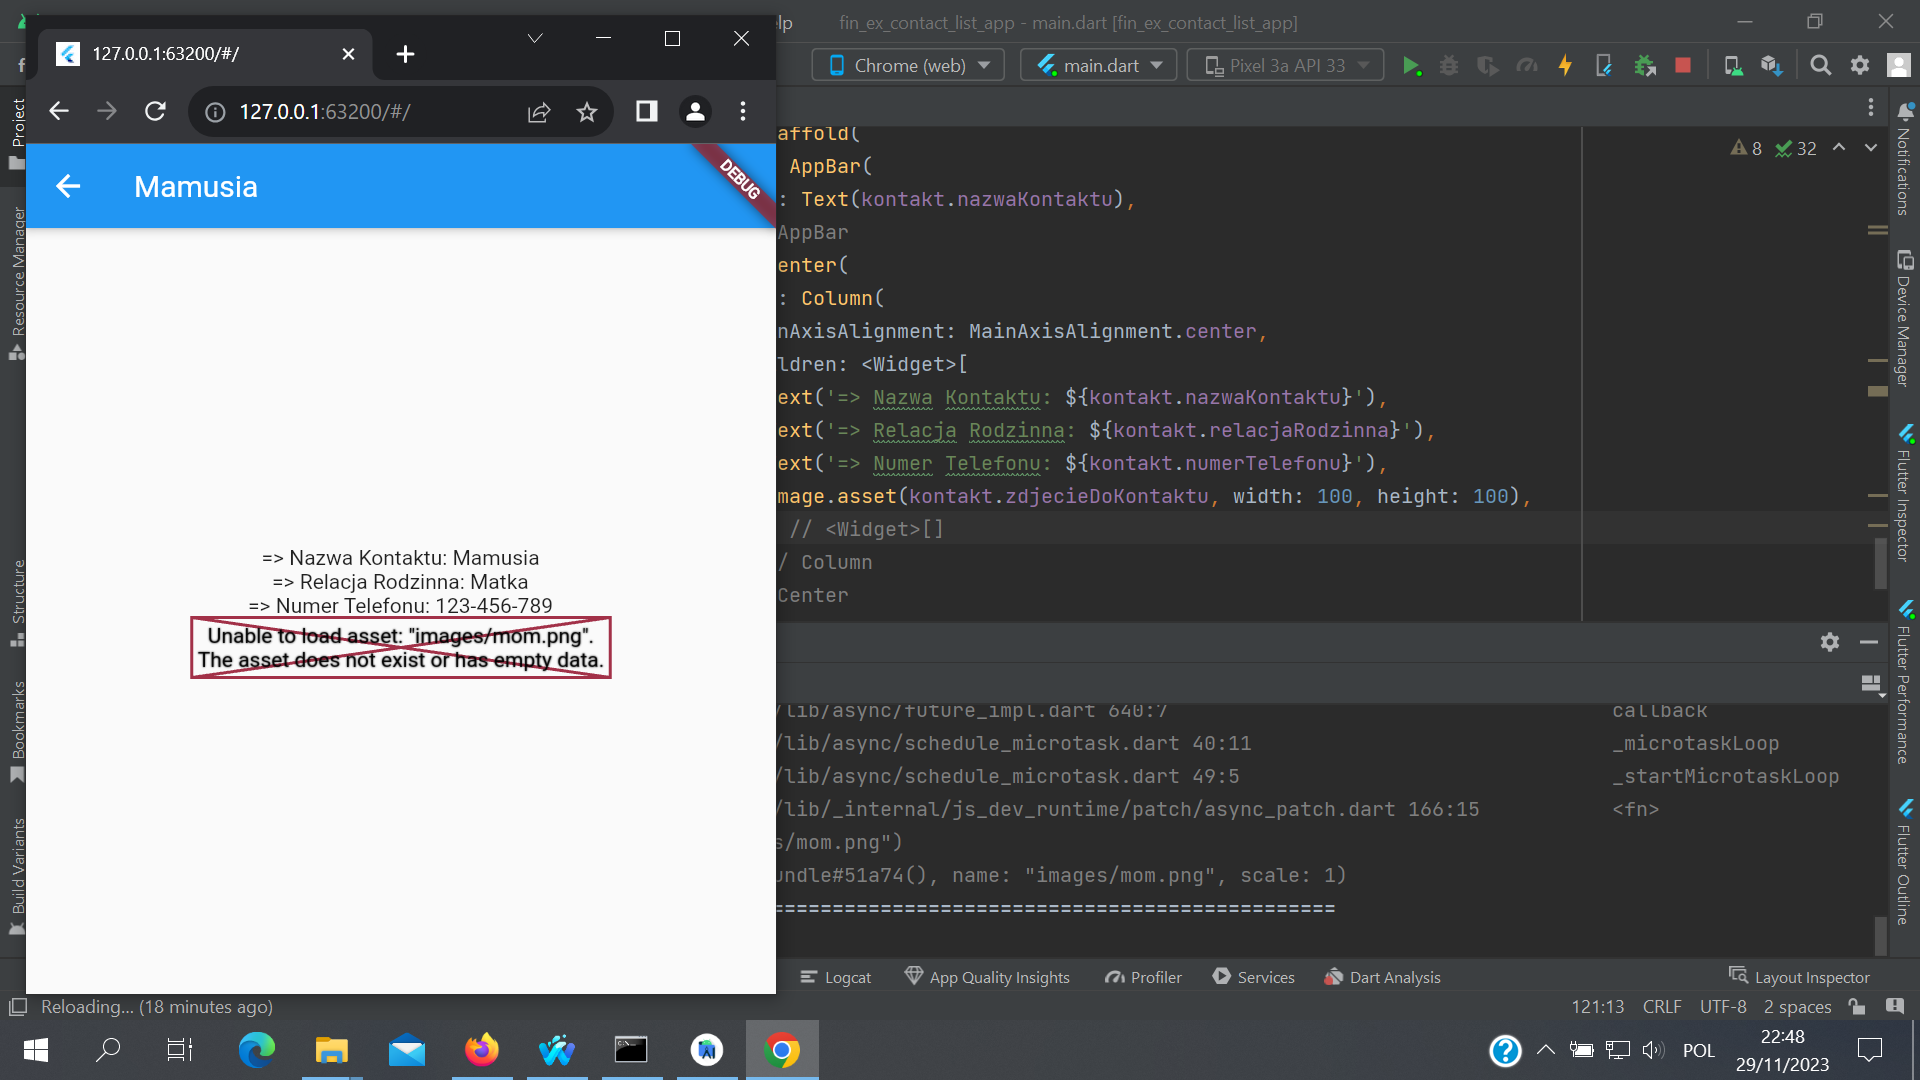 127.0.0.1:63200/#/
127.0.0.1:63200/#/
Mamusia
DEBUG
=> Nazwa Kontaktu: Mamusia
=> Relacja Rodzinna: Matka
=> Numer Telefonu: 123-456-789
Unable to load asset: "images/mom.png".
The asset does not exist or has empty data.
lp
fin_ex_contact_list_app - main.dart [fin_ex_contact_list_app]
Chrome (web)
main.dart
Pixel 3a API 33
8
32
affold(
AppBar(
: Text(kontakt.nazwaKontaktu),
AppBar
enter(
: Column(
nAxisAlignment: MainAxisAlignment.center,
ldren: <Widget>[
ext('=> Nazwa Kontaktu: ${kontakt.nazwaKontaktu}'),
ext('=> Relacja Rodzinna: ${kontakt.relacjaRodzinna}'),
ext('=> Numer Telefonu: ${kontakt.numerTelefonu}'),
mage.asset(kontakt.zdjecieDoKontaktu, width: 100, height: 100),
// <Widget>[]
/ Column
Center
/lib/async/future_impl.dart 640:7 callback
/lib/async/schedule_microtask.dart 40:11 _microtaskLoop
/lib/async/schedule_microtask.dart 49:5 _startMicrotaskLoop
/lib/_internal/js_dev_runtime/patch/async_patch.dart 166:15 <fn>
s/mom.png")
undle#51a74(), name: "images/mom.png", scale: 1)
===============================================
Project
Resource Manager
Structure
Bookmarks
Build Variants
Notifications
Device Manager
Flutter Inspector
Flutter Performance
Flutter Outline
Logcat
App Quality Insights
Profiler
Services
Dart Analysis
Layout Inspector
Reloading... (18 minutes ago)
121:13
CRLF
UTF-8
2 spaces
POL
22:48
29/11/2023